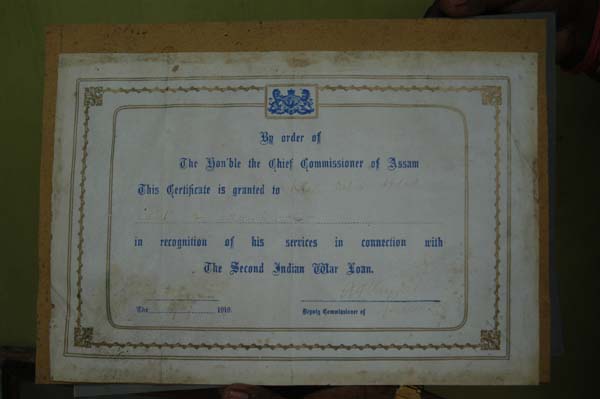 By order of
The Hon'ble the Chief Commissioner of Assam
This Certificate is granted to
in recognition of his services in connection with
The Second Indian War Loan.
The 1919.
Deputy Commissioner of